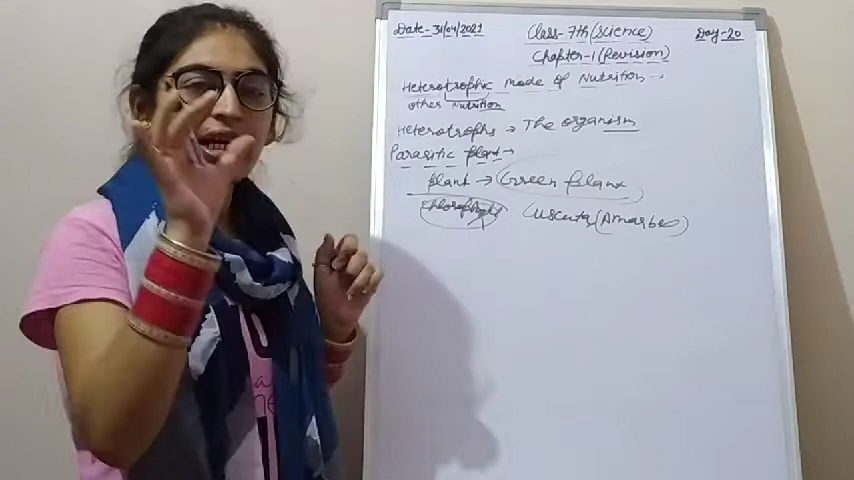 Date-31/04/2021 Class-7th(Science) Day-20
Chapter-1(Revision)
Heterotrophic mode of Nutrition →
other Nutrition
Heterotrophs → The organism
Parasitic plant →
plant → Green plant
Chlorophyll Cuscuta(Amarbel)